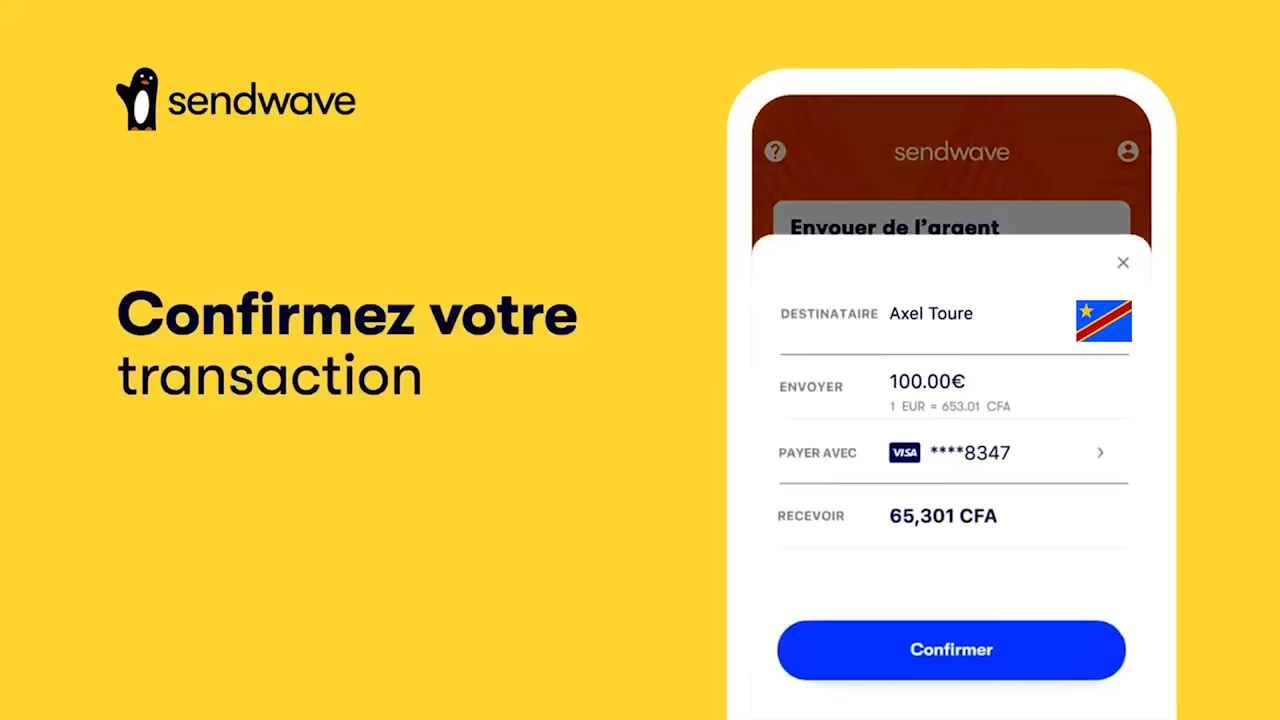 sendwave
Confirmez votre
transaction
?
sendwave
Envoyer de l'argent
DESTINATAIRE Axel Toure
ENVOYER 100.00€
1 EUR = 653.01 CFA
PAYER AVEC VISA ****8347
RECEVOIR 65,301 CFA
Confirmer